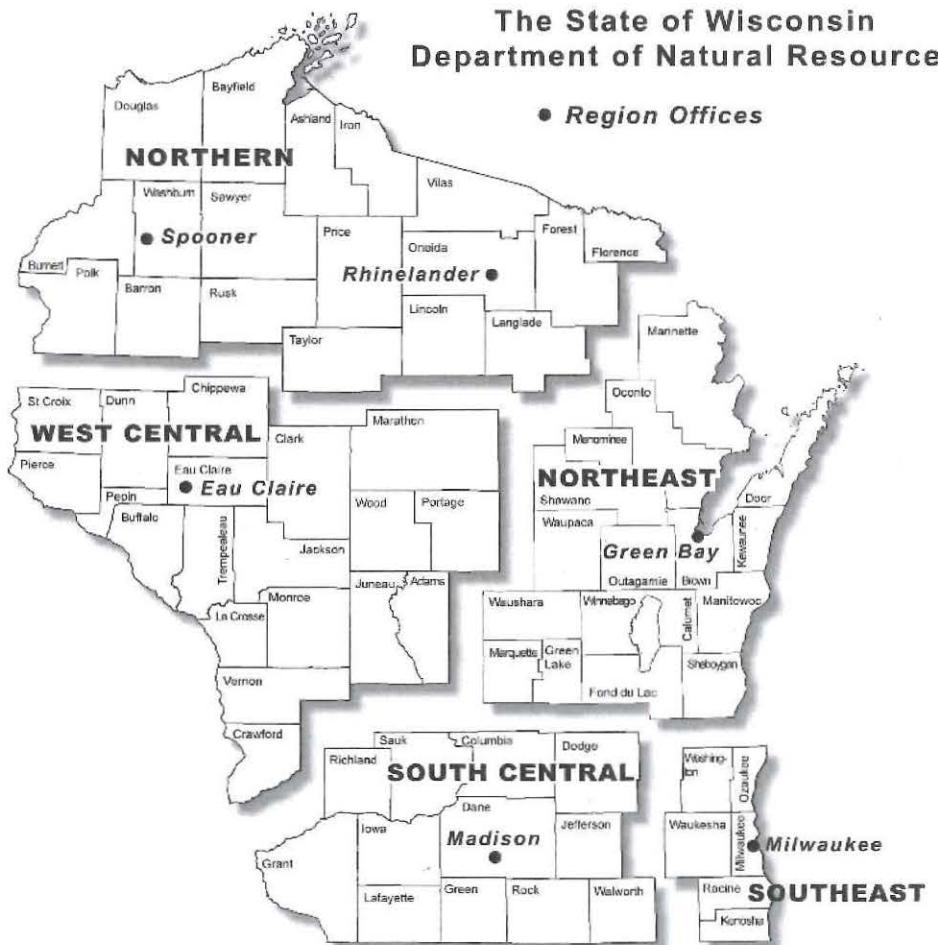 The State of Wisconsin
Department of Natural Resource
Region Offices
Douglas
Bayfield
Ashland
Iron
NORTHERN
Vilas
Washburn
Sawyer
Spooner
Price
Oneida
Forest
Florence
Rhinelander
Burnett
Polk
Barron
Rusk
Lincoln
Langlade
Taylor
Marinette
St Croix
Dunn
Chippewa
Oconto
WEST CENTRAL
Clark
Marathon
Menominee
Pierce
Eau Claire
Eau Claire
NORTHEAST
Pepin
Buffalo
Wood
Portage
Shawano
Door
Waupaca
Trempealeau
Jackson
Green Bay
Kewaunee
Juneau
Adams
Outagamie
Brown
Monroe
La Crosse
Waushara
Winnebago
Calumet
Manitowoc
Marquette
Green
Lake
Sheboygan
Vernon
Fond du Lac
Crawford
Richland
Sauk
Columbia
Dodge
SOUTH CENTRAL
Washing-
ton
Ozaukee
Dane
Iowa
Madison
Jefferson
Waukesha
Milwaukee
Milwaukee
Grant
Lafayette
Green
Rock
Walworth
Racine
SOUTHEAST
Kenosha